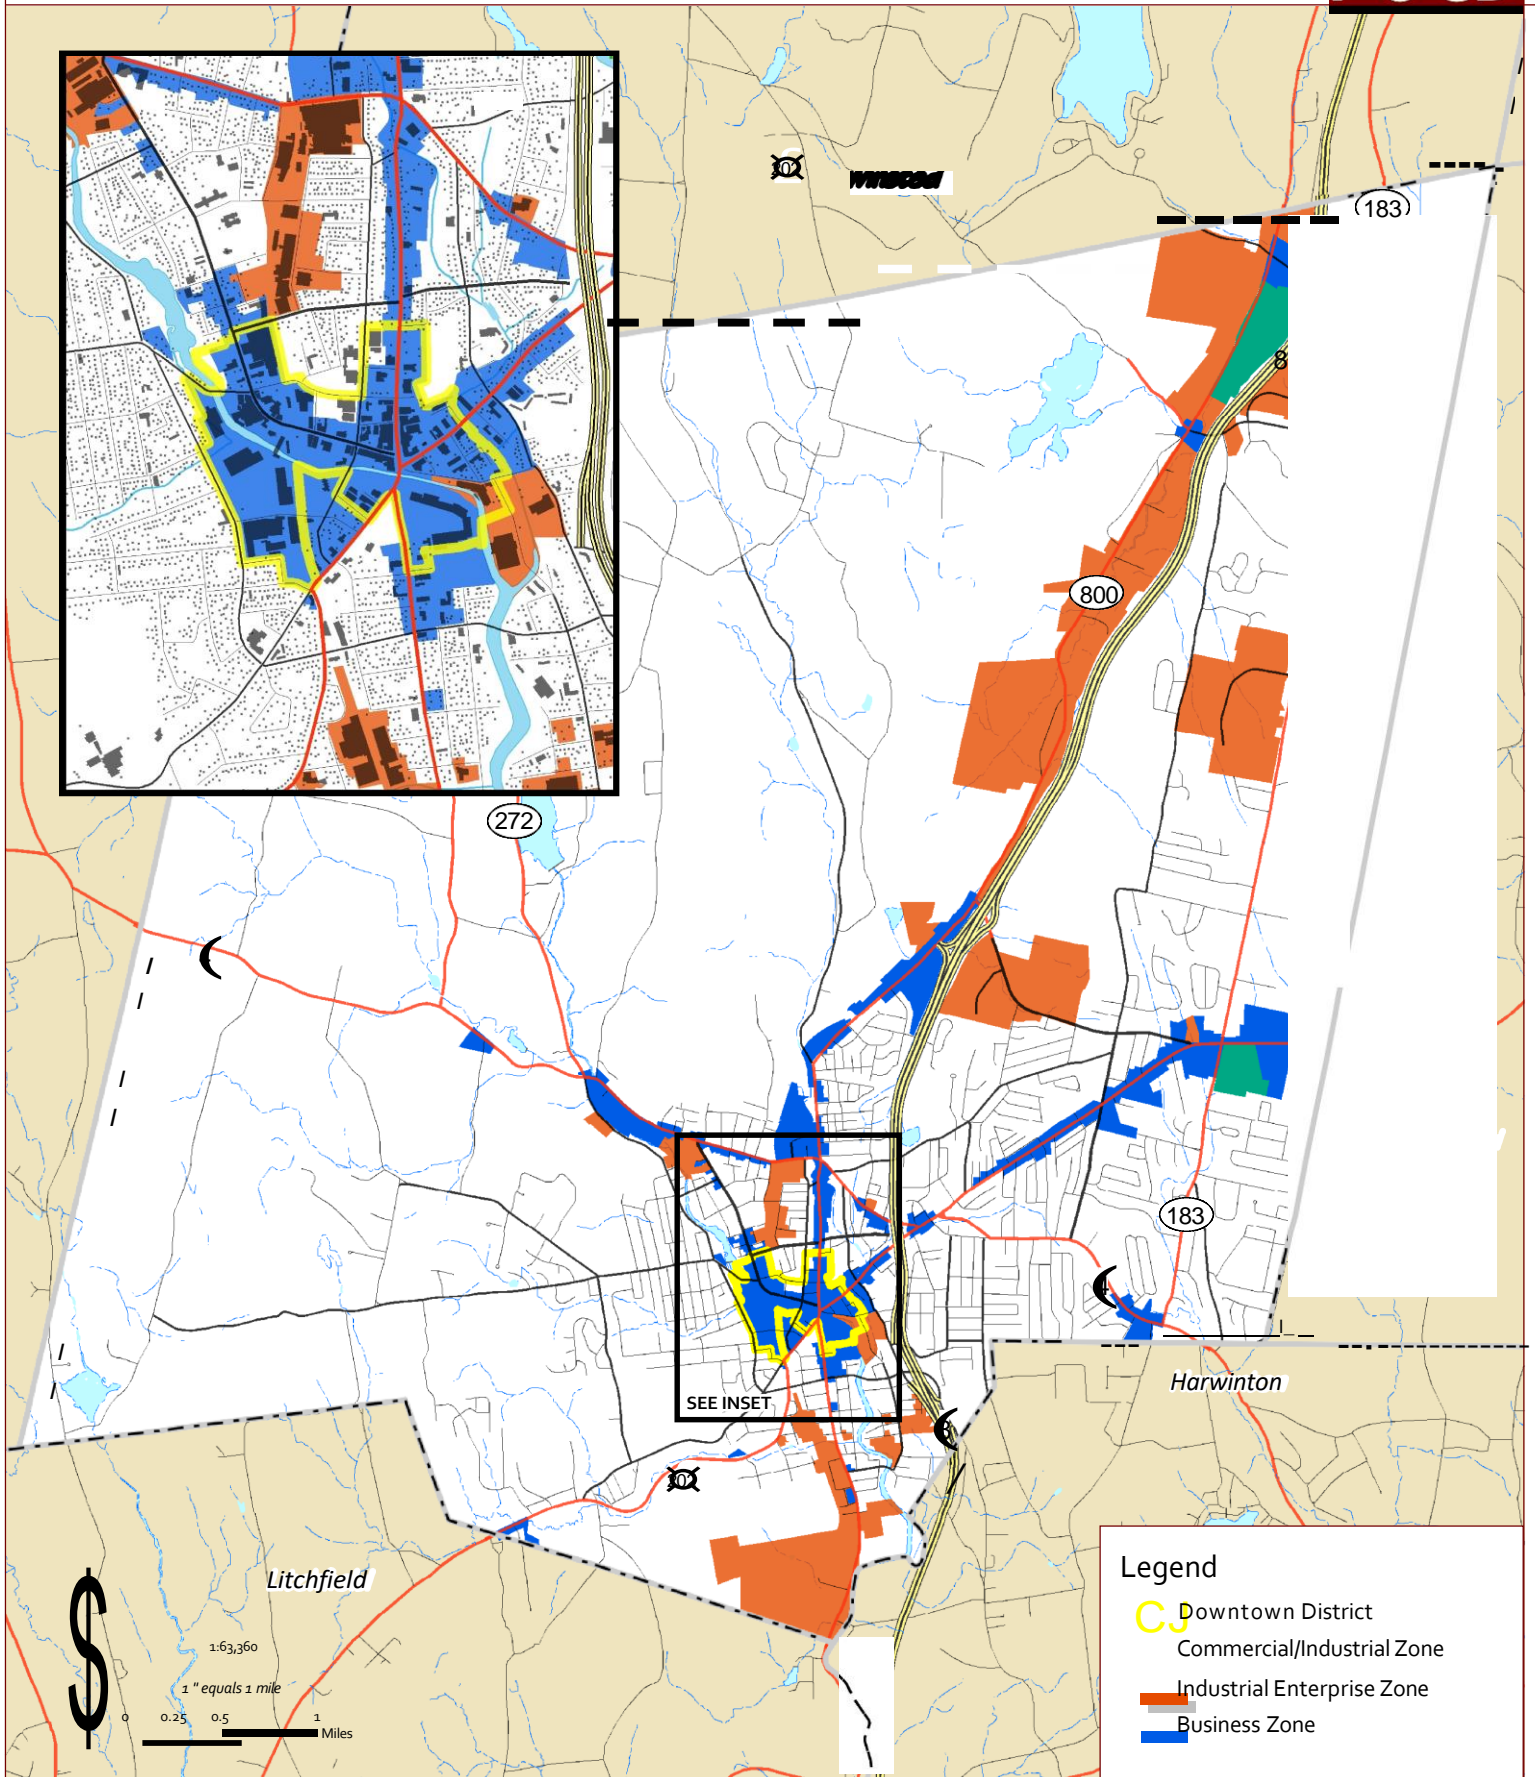 183
8
800
272
183
SEE INSET
Harwinton
Litchfield
1:63,360
1 " equals 1 mile
0 0.25 0.5 1
Miles
Legend
Downtown District
Commercial/Industrial Zone
Industrial Enterprise Zone
Business Zone